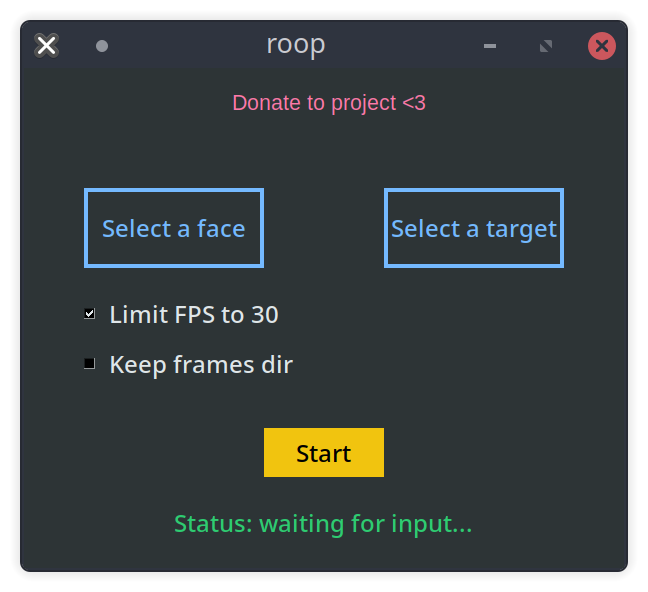 roop
Donate to project <3
Select a face
Select a target
Limit FPS to 30
Keep frames dir
Start
Status: waiting for input...